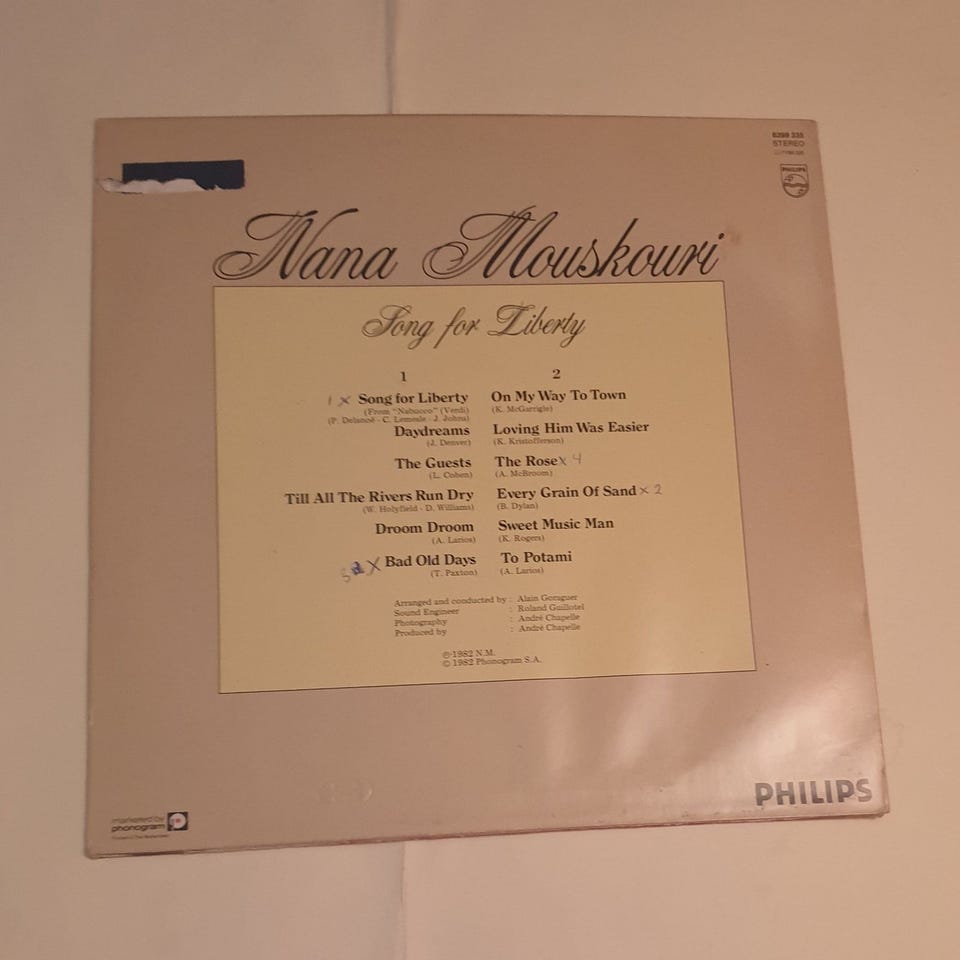 6399 335
STEREO
PHILIPS
Nana Mouskouri
Song for Liberty
1
1 x Song for Liberty
(From "Nabucco" (Verdi)
(P. Delanoë - C. Lemesle - J. Johns)
Daydreams
(J. Denver)
The Guests
(L. Cohen)
Till All The Rivers Run Dry
(W. Holyfield - D. Williams)
Droom Droom
(A. Larios)
x Bad Old Days
(T. Paxton)
2
On My Way To Town
(K. McGarrigle)
Loving Him Was Easier
(K. Kristofferson)
The Rose x 4
(A. McBroom)
Every Grain Of Sand x 2
(B. Dylan)
Sweet Music Man
(K. Rogers)
To Potami
(A. Larios)
Arranged and conducted by : Alain Goraguer
Sound Engineer : Roland Guillotel
Photography : André Chapelle
Produced by : André Chapelle
℗ 1982 N.M.
© 1982 Phonogram S.A.
marketed by
phonogram
PHILIPS